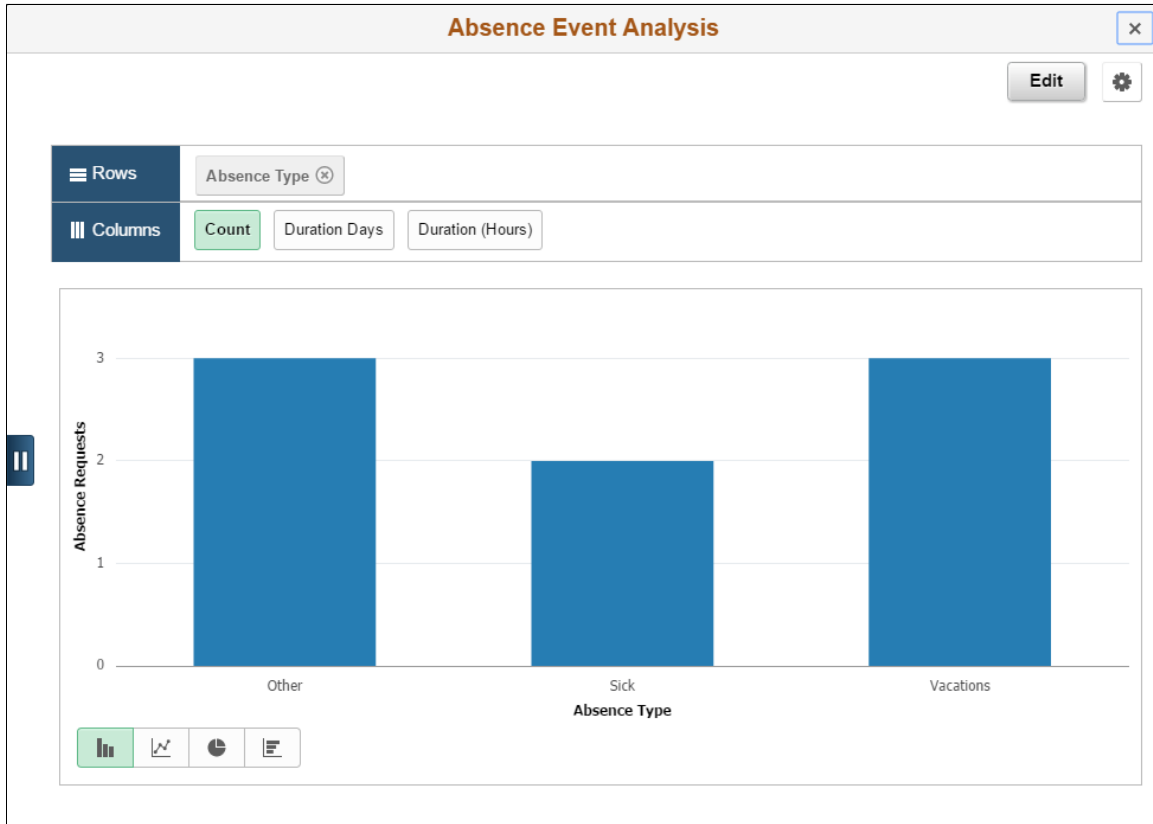 Absence Event Analysis
Edit
Rows
Absence Type
Columns
Count Duration Days Duration (Hours)
3
2
1
0
Absence Requests
Other Sick Vacations
Absence Type